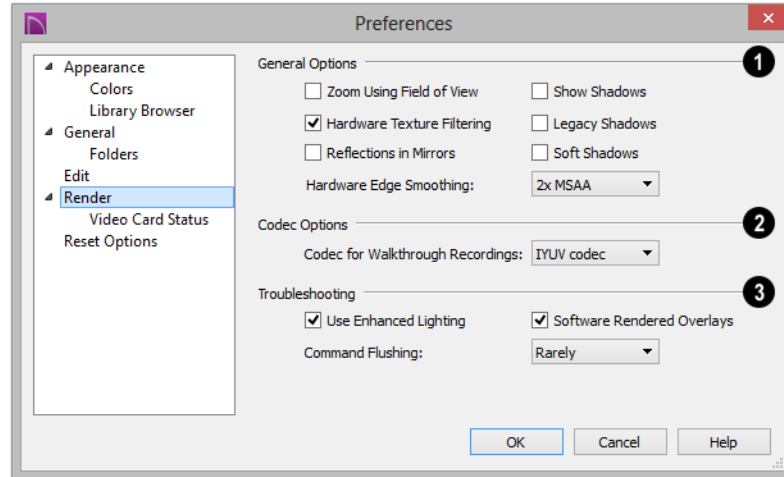 Preferences
Appearance
Colors
Library Browser
General
Folders
Edit
Render
Video Card Status
Reset Options
General Options 1
Zoom Using Field of View Show Shadows
Hardware Texture Filtering Legacy Shadows
Reflections in Mirrors Soft Shadows
Hardware Edge Smoothing: 2x MSAA
Codec Options 2
Codec for Walkthrough Recordings: IYUV codec
Troubleshooting 3
Use Enhanced Lighting Software Rendered Overlays
Command Flushing: Rarely
OK Cancel Help